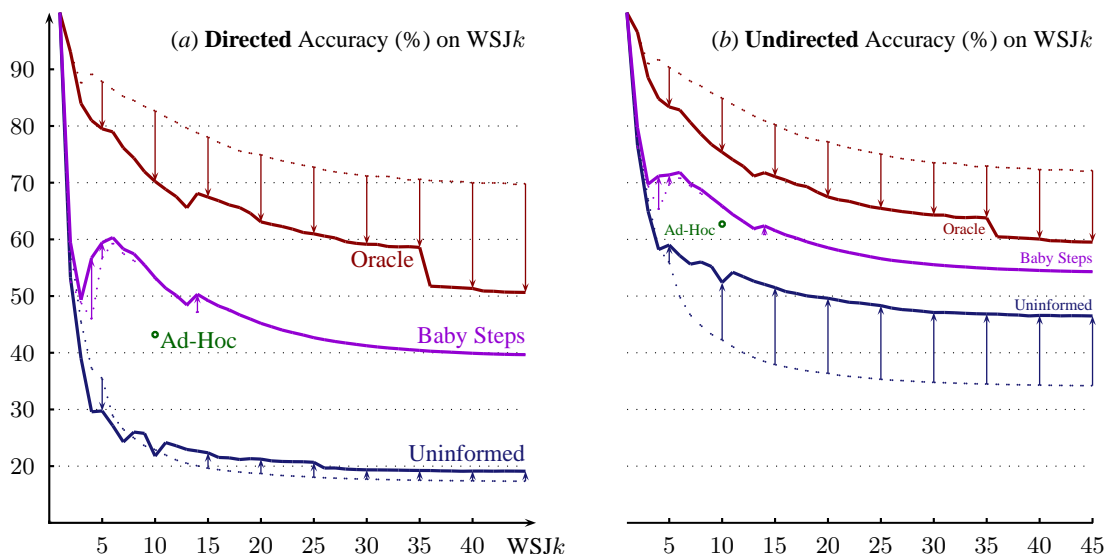 (a) Directed Accuracy (%) on WSJk
90
80
70
60
50
40
30
20
Oracle
Baby Steps
Ad-Hoc
Uninformed
5 10 15 20 25 30 35 40 WSJk
(b) Undirected Accuracy (%) on WSJk
Ad-Hoc
Oracle
Baby Steps
Uninformed
5 10 15 20 25 30 35 40 45